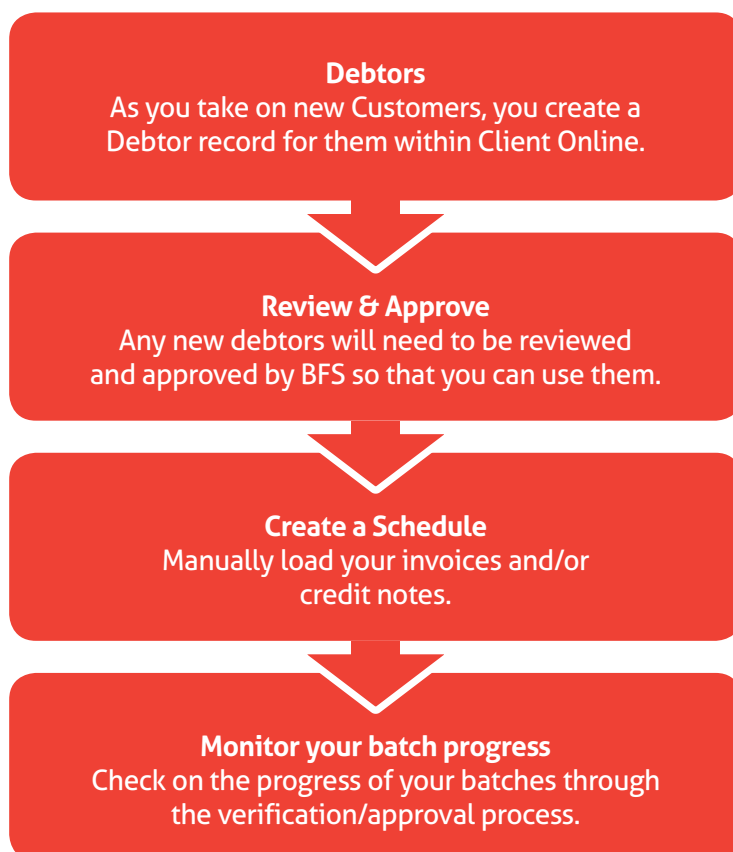 Debtors
As you take on new Customers, you create a
Debtor record for them within Client Online.
Review & Approve
Any new debtors will need to be reviewed
and approved by BFS so that you can use them.
Create a Schedule
Manually load your invoices and/or
credit notes.
Monitor your batch progress
Check on the progress of your batches through
the verification/approval process.